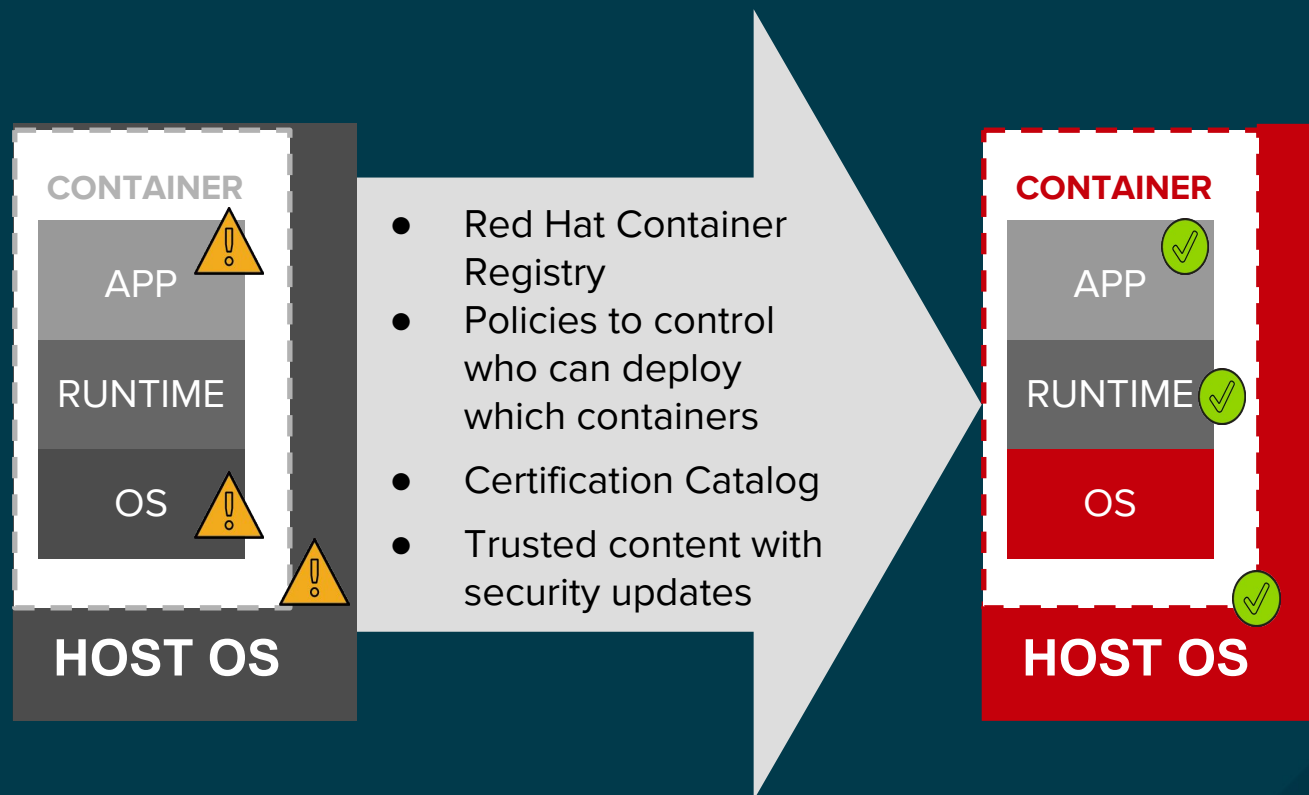 CONTAINER
APP
RUNTIME
OS
HOST OS
● Red Hat Container
Registry
● Policies to control
who can deploy
which containers
● Certification Catalog
● Trusted content with
security updates
CONTAINER
APP
RUNTIME
OS
HOST OS